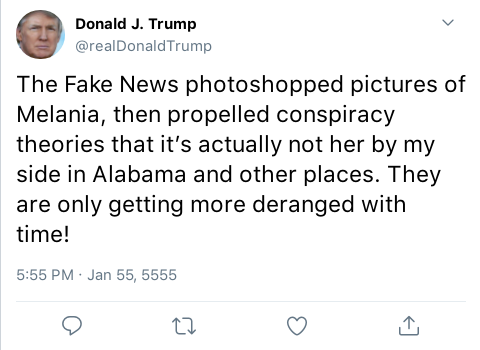 Donald J. Trump
@realDonaldTrump
The Fake News photoshopped pictures of
Melania, then propelled conspiracy
theories that it’s actually not her by my
side in Alabama and other places. They
are only getting more deranged with
time!
5:55 PM · Jan 55, 5555